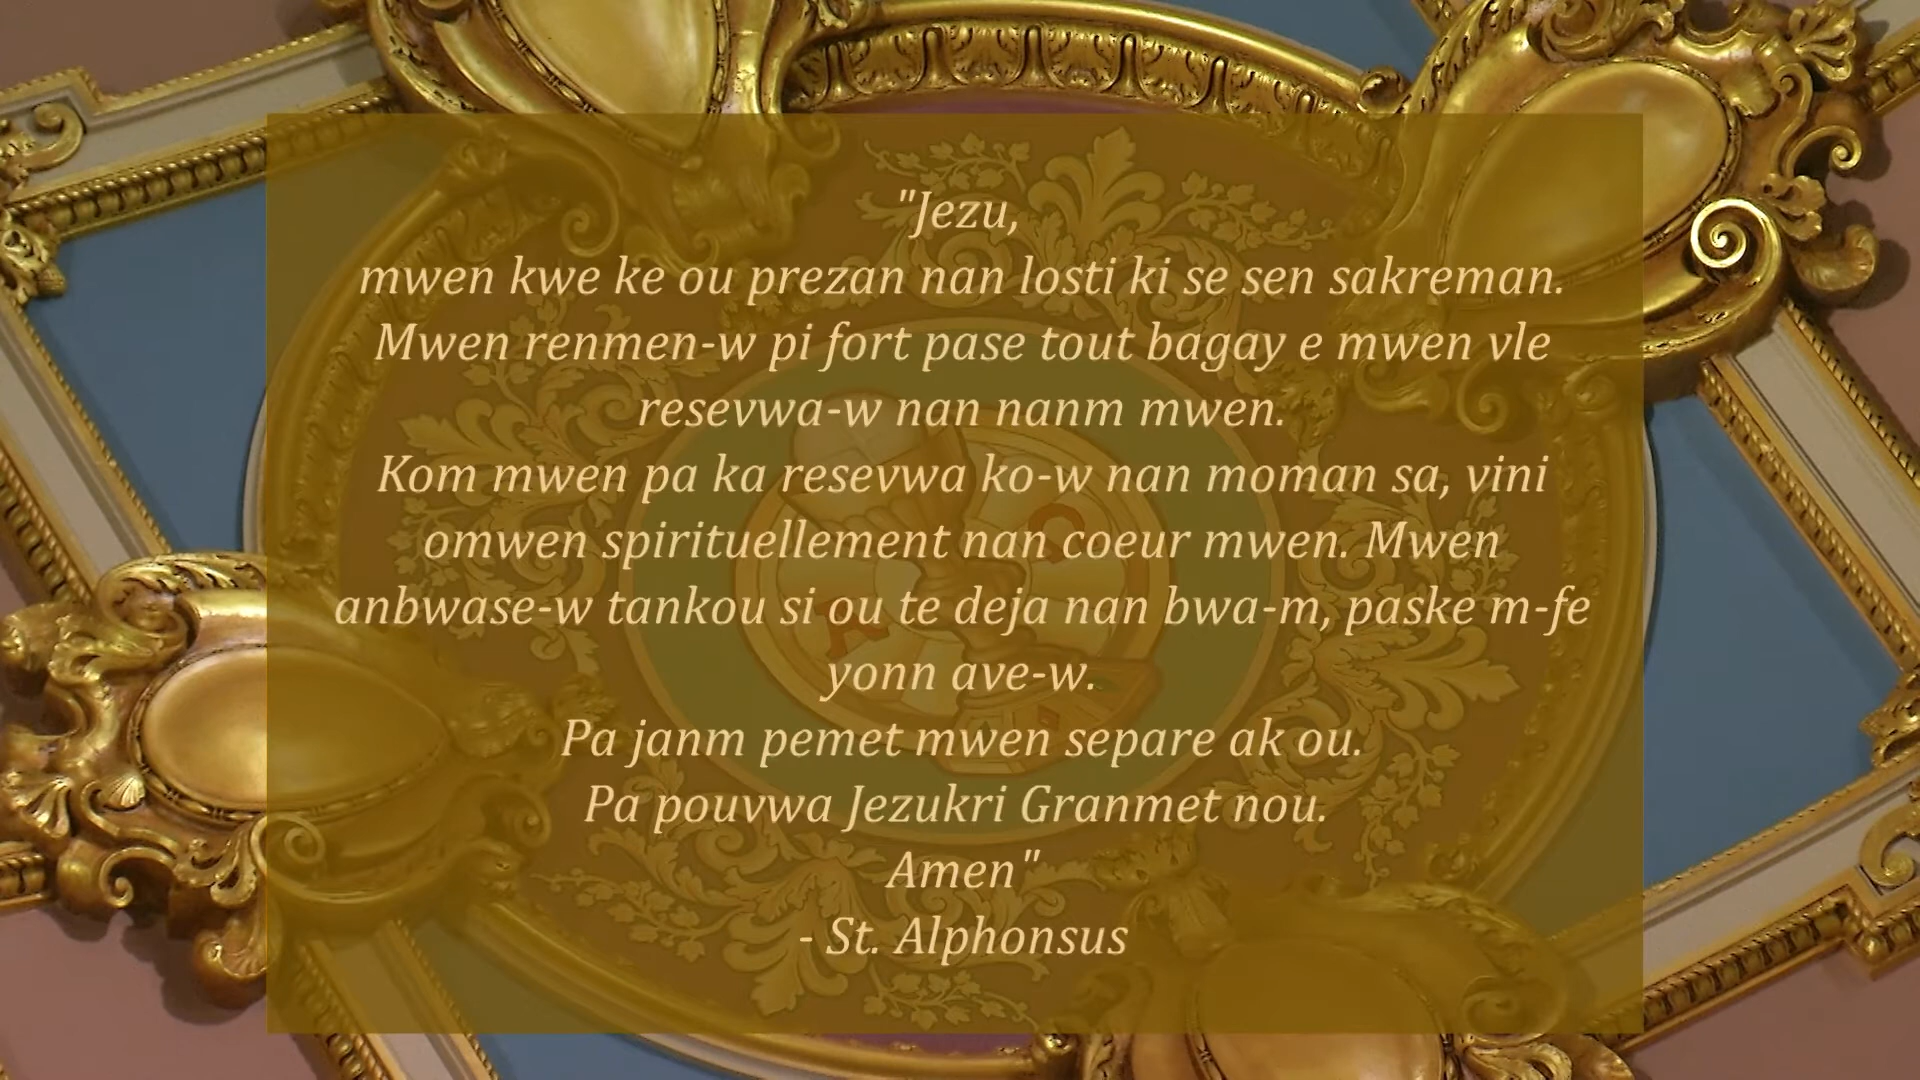 "Jezu,
mwen kwe ke ou prezan nan losti ki se sen sakreman.
Mwen renmen-w pi fort pase tout bagay e mwen vle
resevwa-w nan nanm mwen.
Kom mwen pa ka resevwa ko-w nan moman sa, vini
omwen spirituellement nan coeur mwen. Mwen
anbwase-w tankou si ou te deja nan bwa-m, paske m-fe
yonn ave-w.
Pa janm pemet mwen separe ak ou.
Pa pouvwa Jezukri Granmet nou.
Amen"
- St. Alphonsus